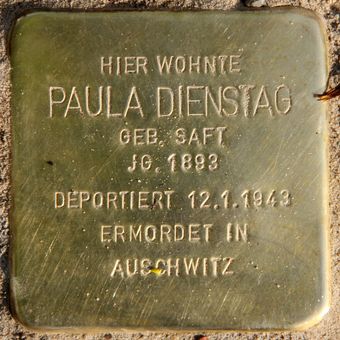 HIER WOHNTE
PAULA DIENSTAG
GEB. SAFT
JG. 1893
DEPORTIERT 12.1.1943
ERMORDET IN
AUSCHWITZ